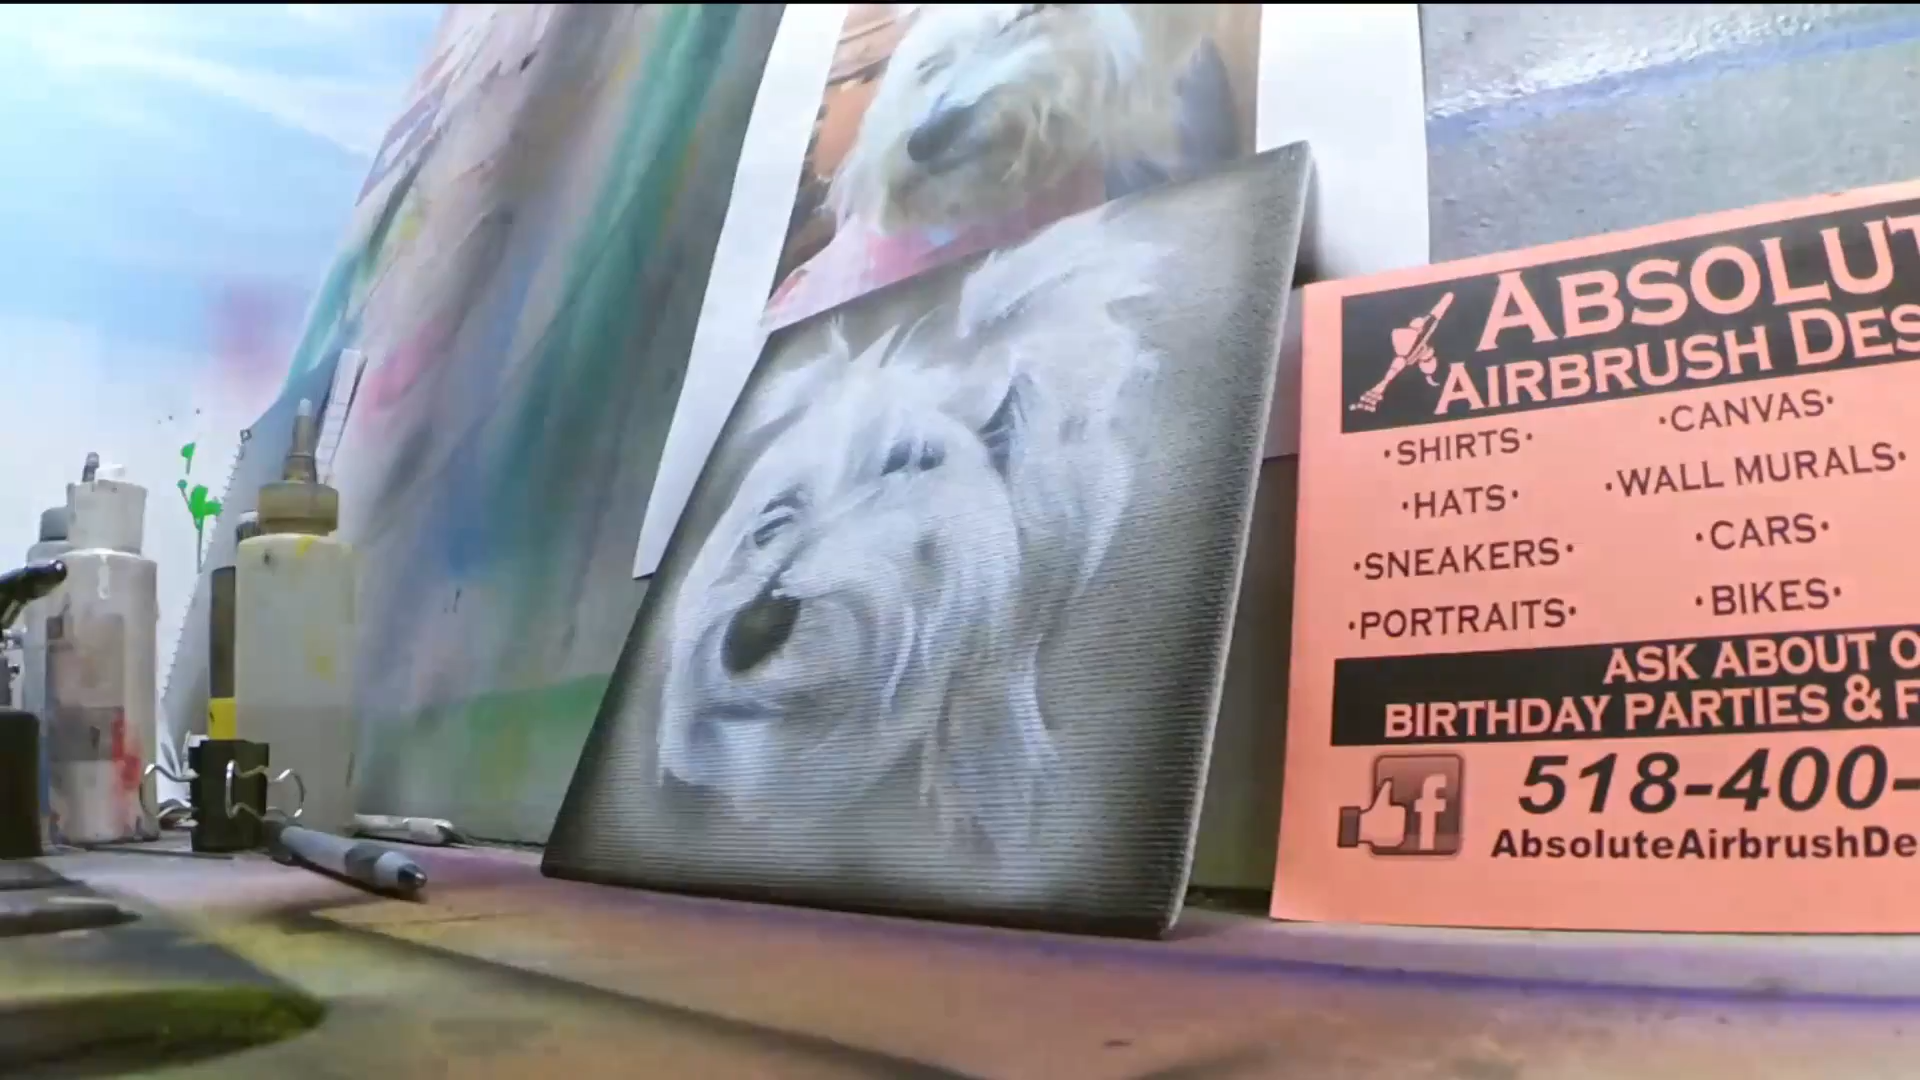 ABSOLUT
AIRBRUSH DES
·SHIRTS· ·CANVAS·
·HATS· ·WALL MURALS·
·SNEAKERS· ·CARS·
·PORTRAITS· ·BIKES·
ASK ABOUT O
BIRTHDAY PARTIES & F
f 518-400-
AbsoluteAirbrushDe